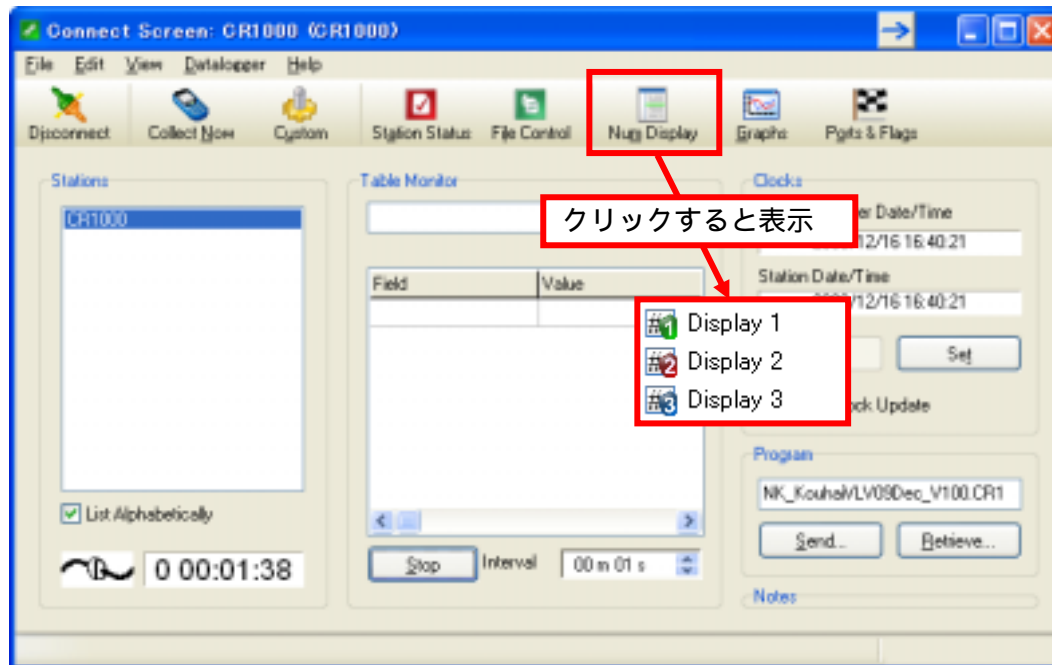 Connect Screen: CR1000 (CR1000)
File Edit View Datalogger Help
Disconnect Collect Now Custom Station Status File Control Num Display Graphs Ports & Flags
Stations
CR1000
List Alphabetically
0 00:01:38
Table Monitor
Field Value
Stop Interval 00 m 01 s
クリックすると表示
Display 1
Display 2
Display 3
Clocks
er Date/Time
12/16 16:40:21
Station Date/Time
/12/16 16:40:21
Set
ock Update
Program
NK_Kouhai/LV09Dec_V100.CR1
Send... Retrieve...
Notes